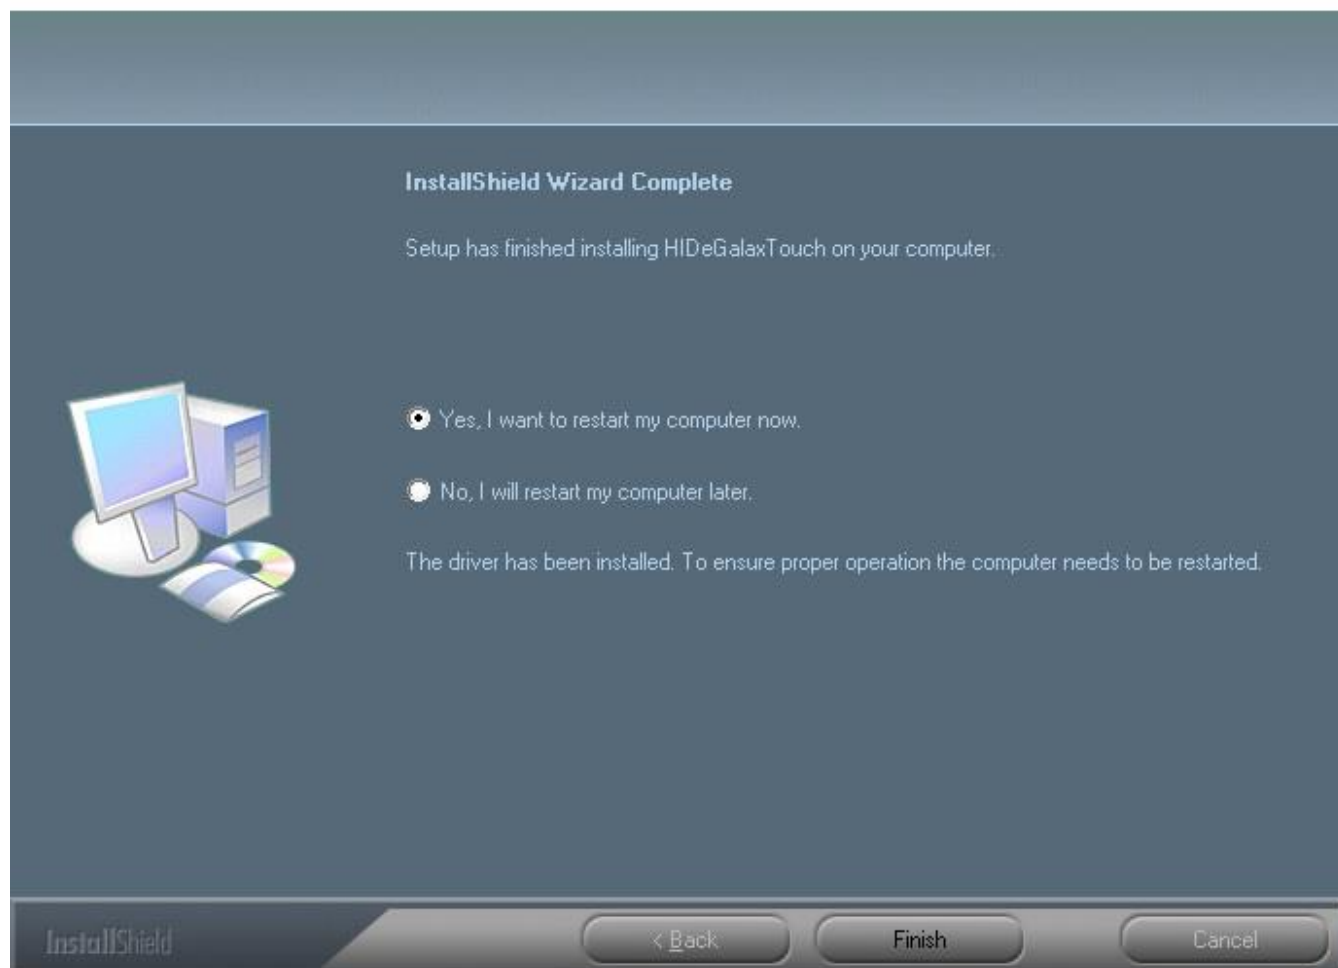 InstallShield Wizard Complete
Setup has finished installing HIDeGalaxTouch on your computer.
Yes, I want to restart my computer now.
No, I will restart my computer later.
The driver has been installed. To ensure proper operation the computer needs to be restarted.
InstallShield
< Back
Finish
Cancel